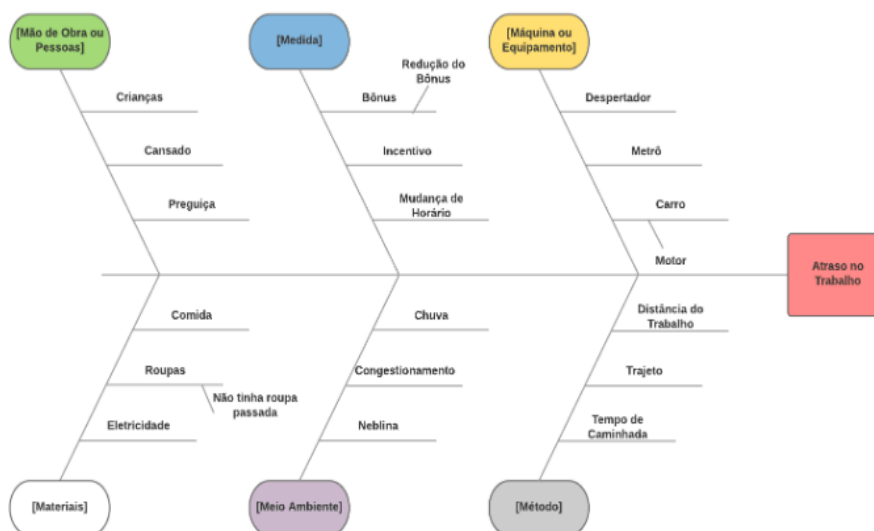 [Mão de Obra ou
Pessoas]
[Medida]
[Máquina ou
Equipamento]
Redução do
Bônus
Crianças
Bônus
Despertador
Cansado
Incentivo
Metrô
Preguiça
Mudança de
Horário
Carro
Motor
Atraso no
Trabalho
Comida
Chuva
Distância do
Trabalho
Roupas
Congestionamento
Trajeto
Não tinha roupa
passada
Eletricidade
Neblina
Tempo de
Caminhada
[Materiais]
[Meio Ambiente]
[Método]